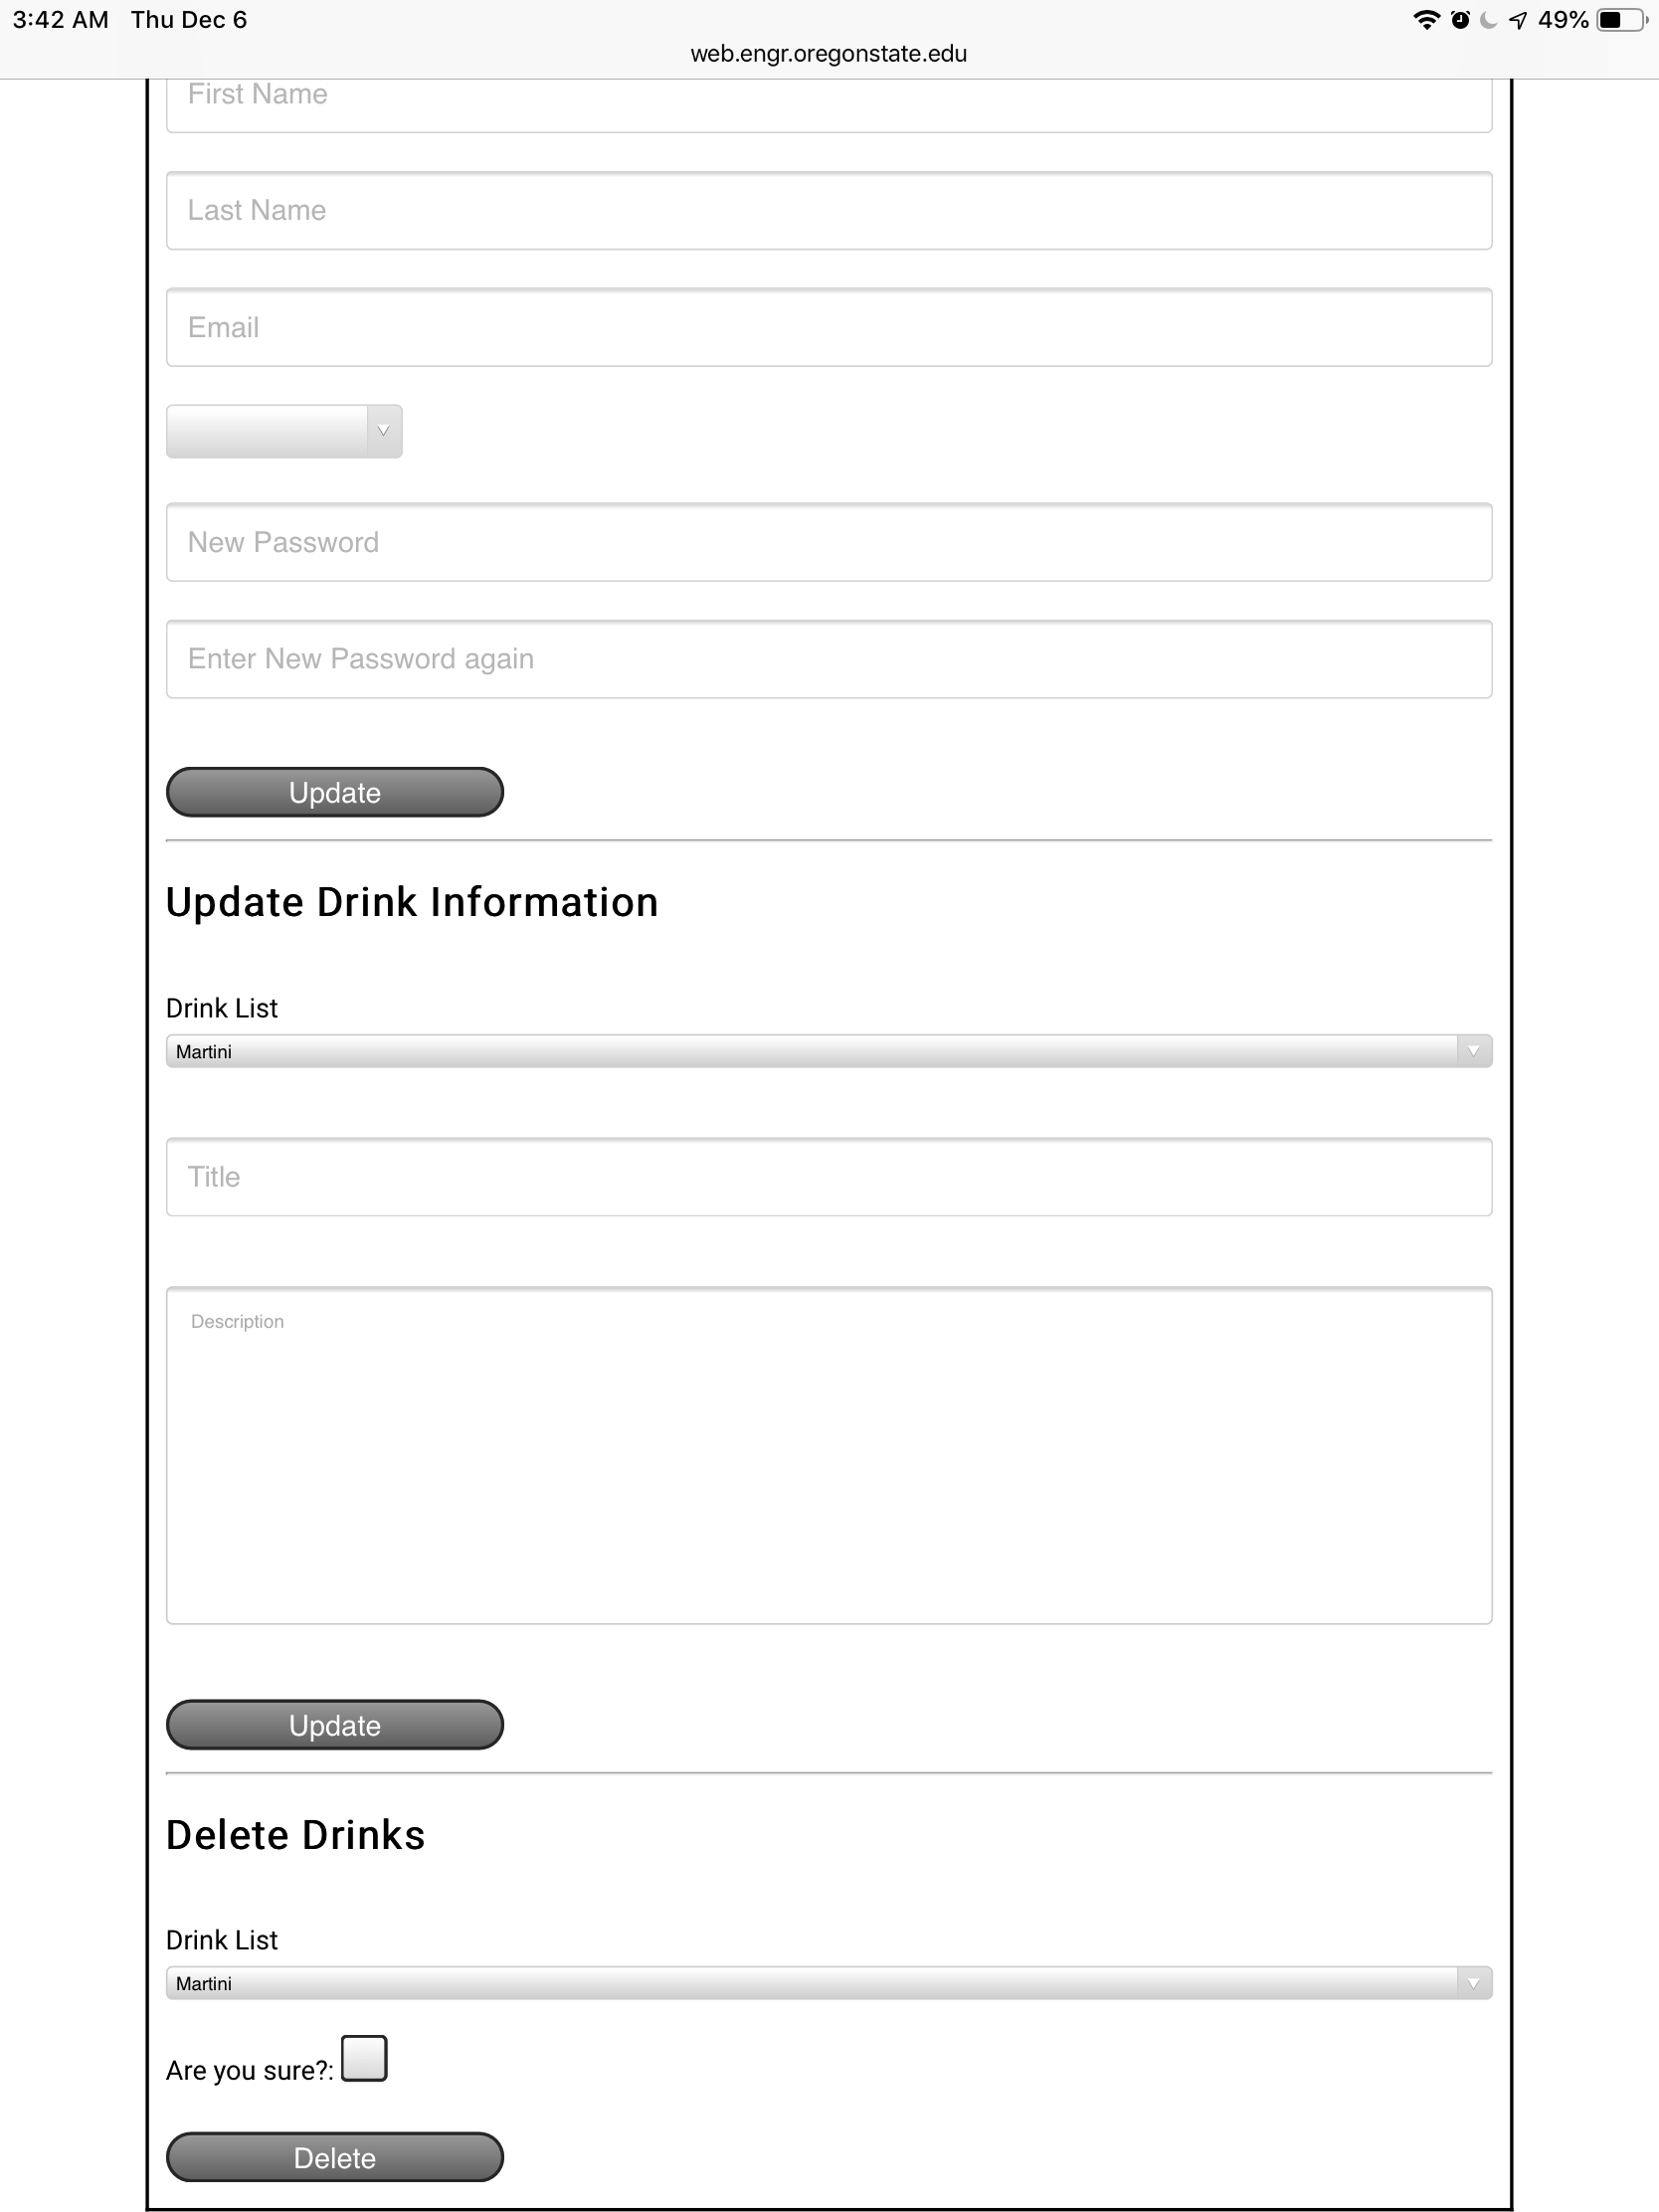 3:42 AM Thu Dec 6 49%
web.engr.oregonstate.edu
First Name
Last Name
Email
New Password
Enter New Password again
Update
Update Drink Information
Drink List
Martini
Title
Description
Update
Delete Drinks
Drink List
Martini
Are you sure?:
Delete